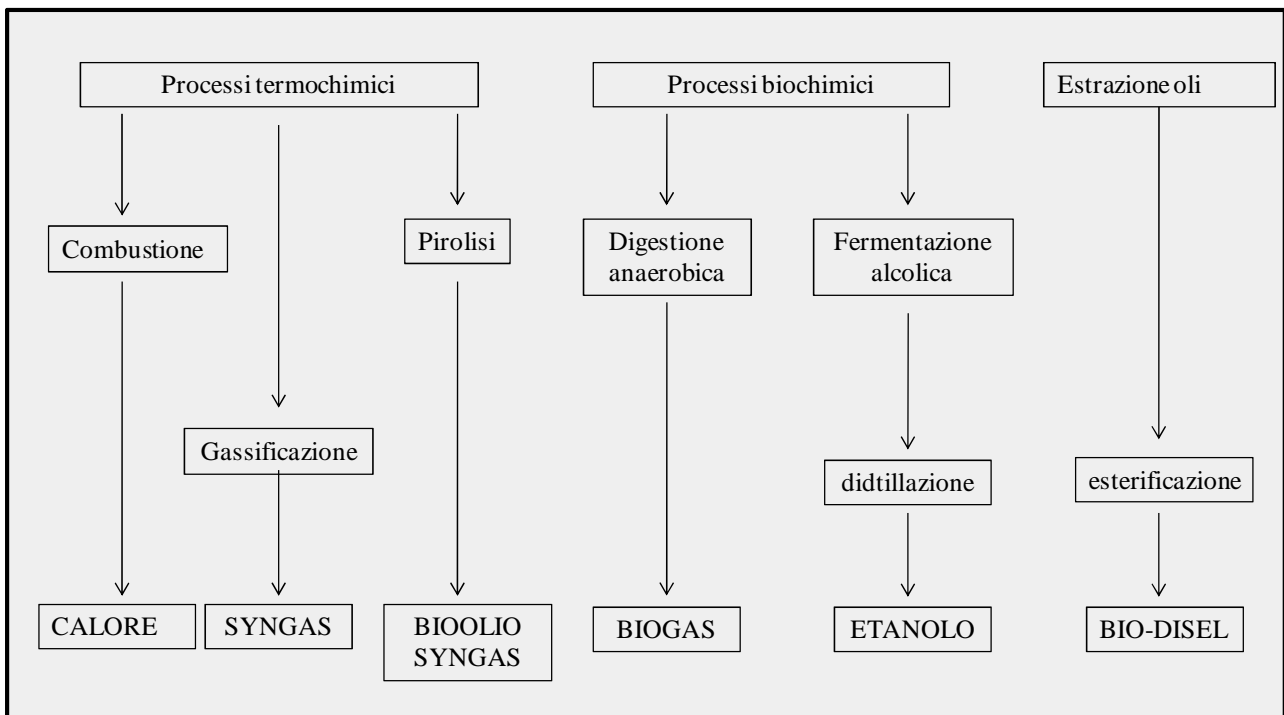 Processi termochimici
Processi biochimici
Estrazione oli
Combustione
Pirolisi
Digestione
anaerobica
Fermentazione
alcolica
Gassificazione
didtillazione
esterificazione
CALORE
SYNGAS
BIOOLIO
SYNGAS
BIOGAS
ETANOLO
BIO-DISEL